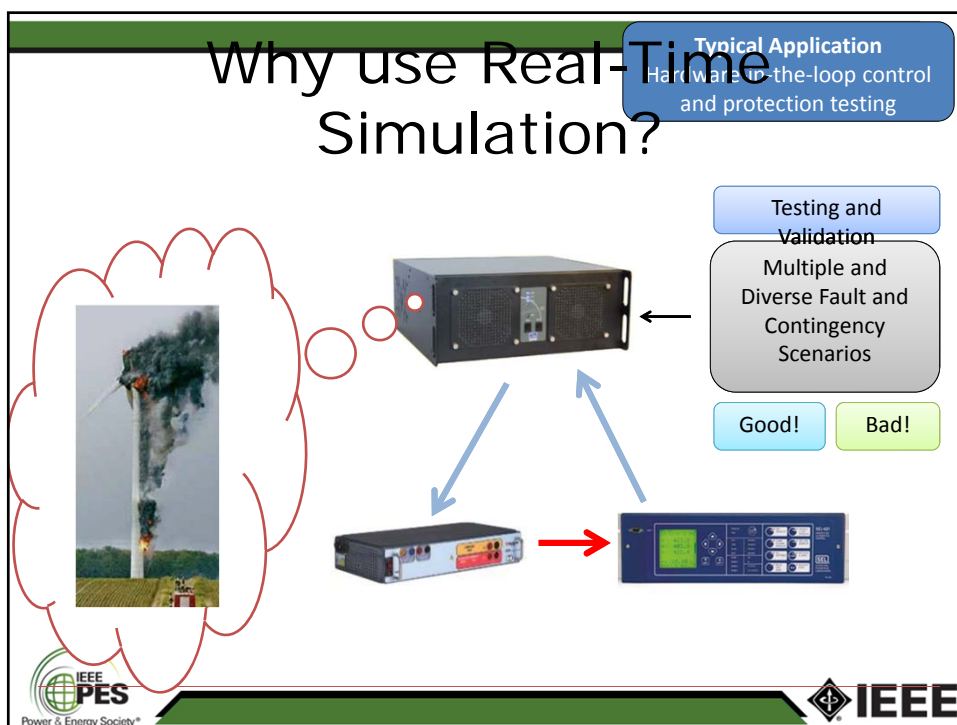 Why use Real-Time
Simulation?
Typical Application
Hardware-in-the-loop control
and protection testing
Testing and
Validation
Multiple and
Diverse Fault and
Contingency
Scenarios
Good!
Bad!
SEL
IEEE
PES
Power & Energy Society®
IEEE